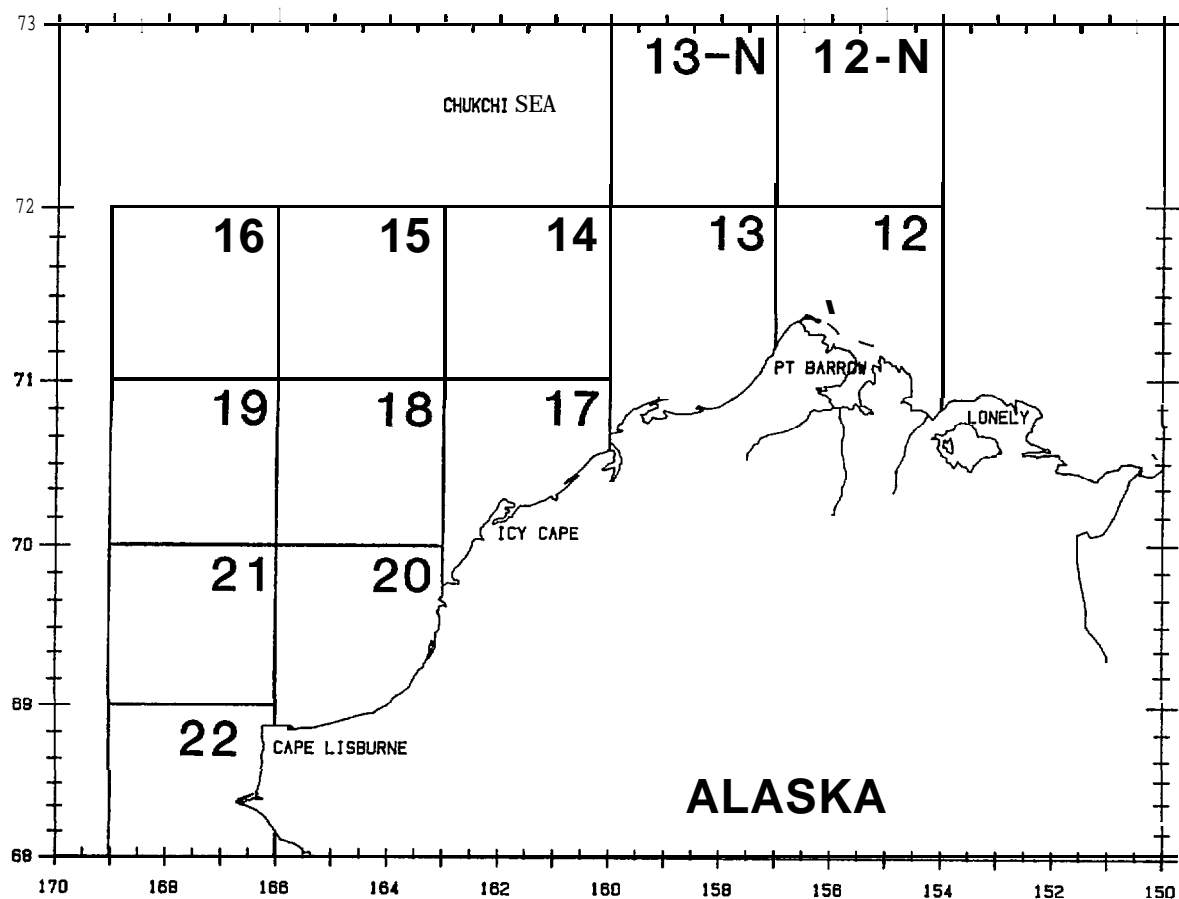 73
13-N 12-N
CHUKCHI SEA
72
16 15 14 13 12
PT BARROW
71
19 18 17
LONELY
ICY CAPE
70
21 20
69
22
CAPE LISBURNE
ALASKA
68
170 168 166 164 162 160 158 156 154 152 150